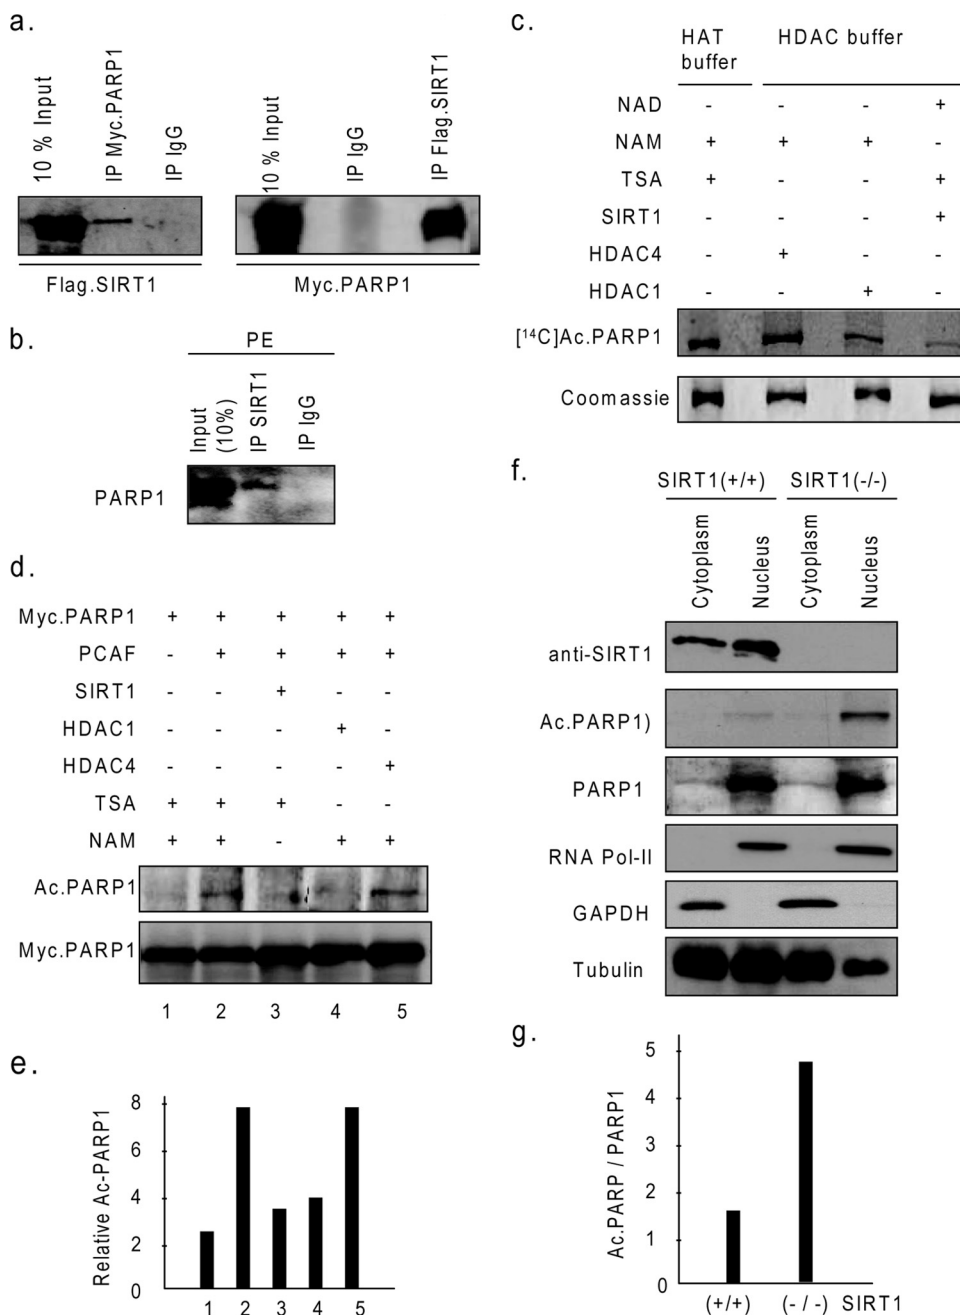 a.
10 % Input
IP Myc.PARP1
IP IgG
Flag.SIRT1
10 % Input
IP IgG
IP Flag.SIRT1
Myc.PARP1
b.
PE
Input
(10%)
IP SIRT1
IP IgG
PARP1
c.
HAT
buffer
HDAC buffer
NAD - - - +
NAM + + + -
TSA + - - +
SIRT1 - - - +
HDAC4 - + - -
HDAC1 - - + -
[¹⁴C]Ac.PARP1
Coomassie
d.
Myc.PARP1 + + + + +
PCAF - + + + +
SIRT1 - - + - -
HDAC1 - - - + -
HDAC4 - - - - +
TSA + + + - -
NAM + + - + +
Ac.PARP1
Myc.PARP1
1 2 3 4 5
e.
Relative Ac-PARP1
8
6
4
2
0
1 2 3 4 5
f.
SIRT1(+/+) SIRT1(-/-)
Cytoplasm
Nucleus
Cytoplasm
Nucleus
anti-SIRT1
Ac.PARP1)
PARP1
RNA Pol-II
GAPDH
Tubulin
g.
Ac.PARP / PARP1
5
4
3
2
1
0
(+/+) (- / -) SIRT1